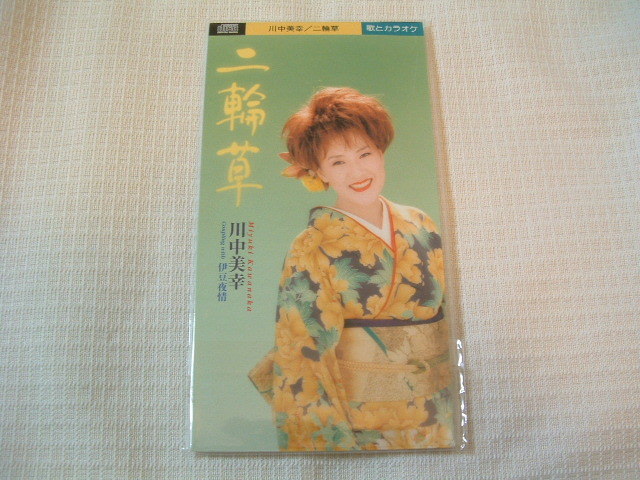 川中美幸／二輪草
歌とカラオケ
二輪草
Miyuki Kawanaka
川中美幸
Coupling with 伊豆夜情